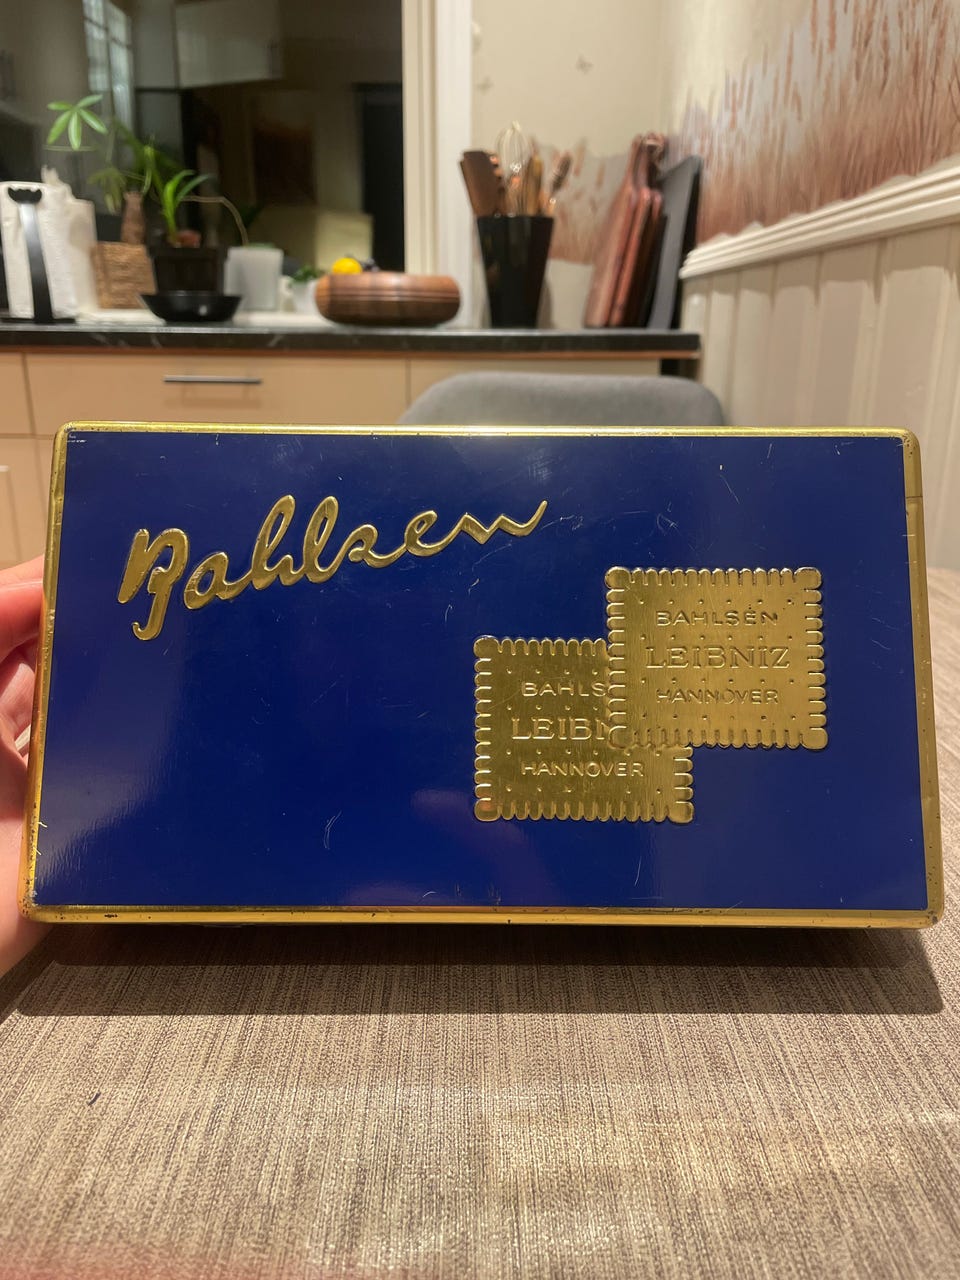 Bahlsen
BAHLSEN
LEIBNIZ
HANNOVER
BAHLS
LEIBN
HANNOVER